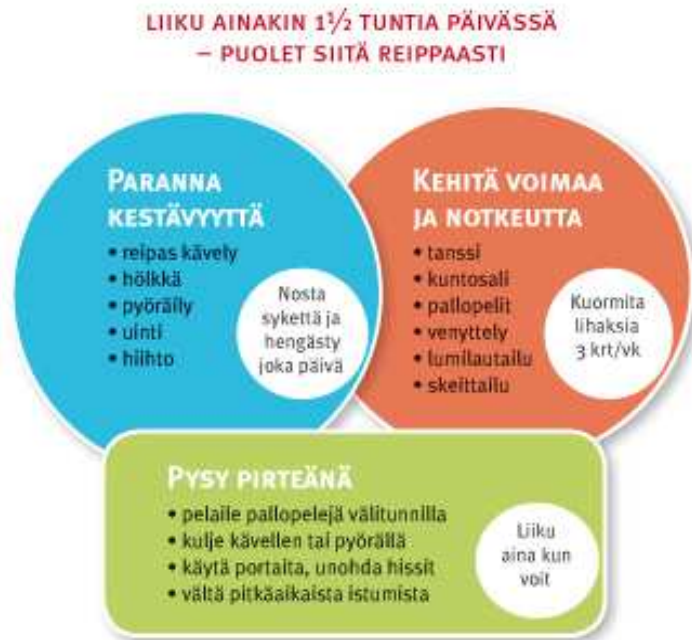 LIIKU AINAKIN 1½ TUNTIA PÄIVÄSSÄ
– PUOLET SIITÄ REIPPAASTI
PARANNA
KESTÄVYYTTÄ
• reipas kävely
• hölkkä
• pyöräily
• uinti
• hiihto
Nosta
sykettä ja
hengästy
joka päivä
KEHITÄ VOIMAA
JA NOTKEUTTA
• tanssi
• kuntosali
• pallopelit
• venyttely
• lumilautailu
• skeittailu
Kuormita
lihaksia
3 krt/vk
PYSY PIRTEÄNÄ
• pelaile pallopelejä välitunnilla
• kulje kävellen tai pyörällä
• käytä portaita, unohda hissit
• vältä pitkäaikaista istumista
Liiku
aina kun
voit